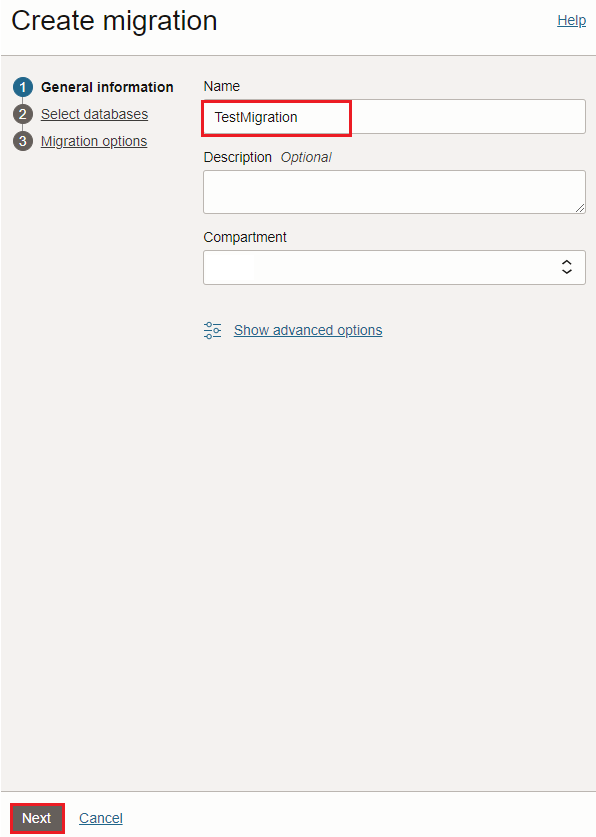 Create migration
Help
1 General information
2 Select databases
3 Migration options
Name
TestMigration
Description Optional
Compartment
Show advanced options
Next Cancel